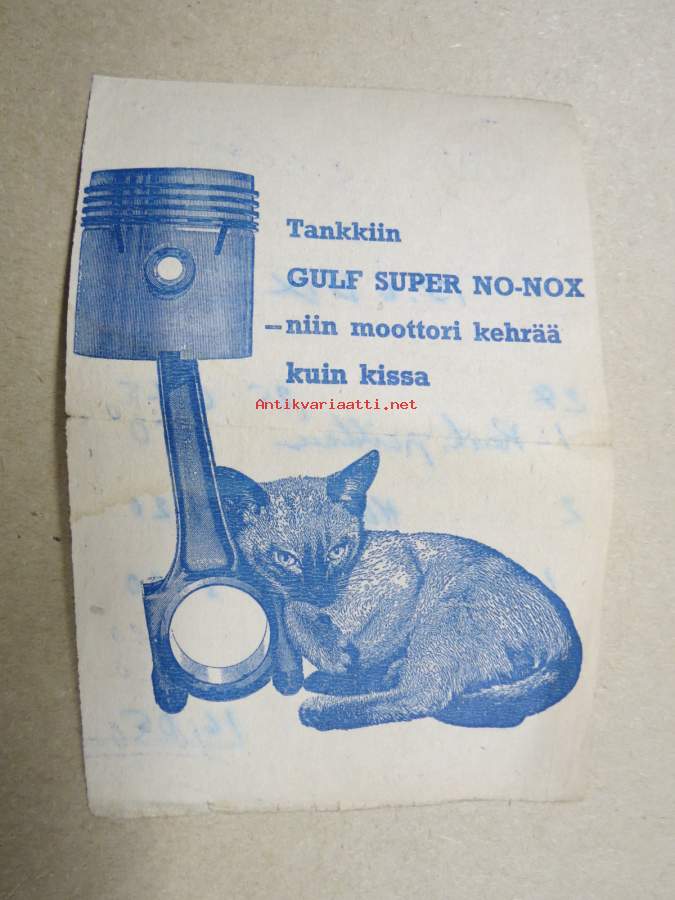 Tankkiin
GULF SUPER NO-NOX
–niin moottori kehrää
kuin kissa
Antikvariaatti.net